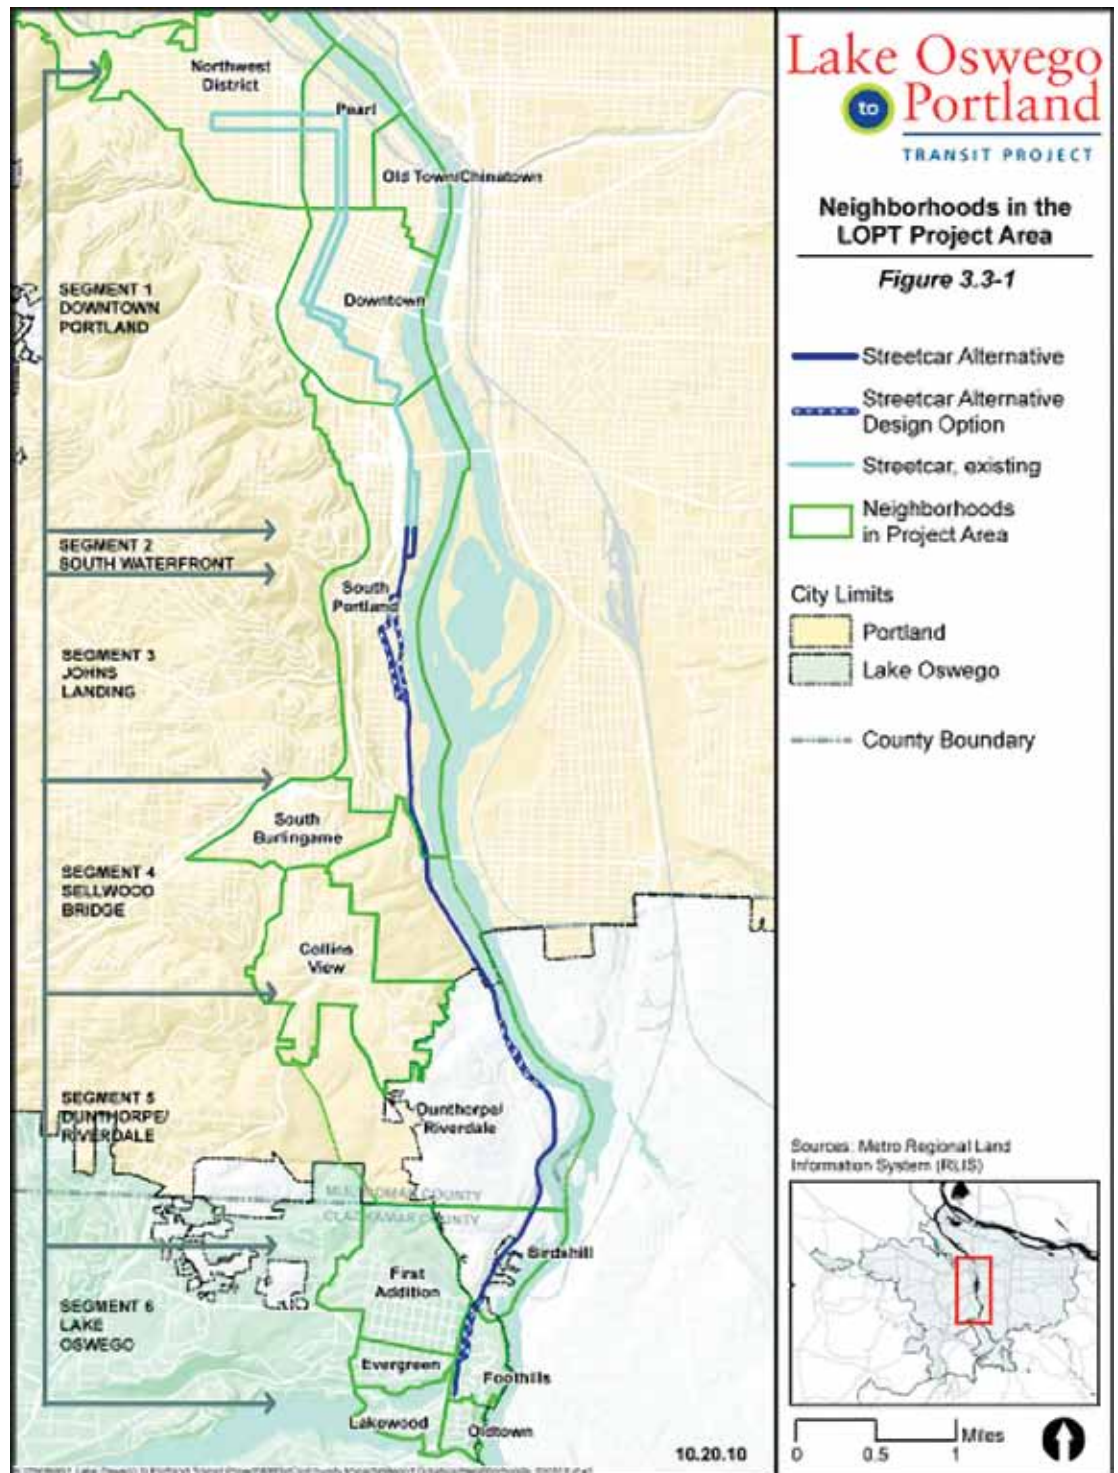 Lake Oswego
to Portland
TRANSIT PROJECT
Neighborhoods in the
LOPT Project Area
Figure 3.3-1
Streetcar Alternative
Streetcar Alternative
Design Option
Streetcar, existing
Neighborhoods
in Project Area
City Limits
Portland
Lake Oswego
County Boundary
Sources: Metro Regional Land
Information System (RLIS)
0 0.5 1 Miles
Northwest
District
Pearl
Old Town/Chinatown
Downtown
SEGMENT 1
DOWNTOWN
PORTLAND
SEGMENT 2
SOUTH WATERFRONT
South
Portland
SEGMENT 3
JOHNS
LANDING
South
Burlingame
SEGMENT 4
SELLWOOD
BRIDGE
Collins
View
SEGMENT 5
DUNTHORPE/
RIVERDALE
Dunthorpe/
Riverdale
MULTNOMAH COUNTY
CLACKAMAS COUNTY
Birdshill
First
Addition
SEGMENT 6
LAKE
OSWEGO
Evergreen
Foothills
Lakewood
Oldtown
10.20.10